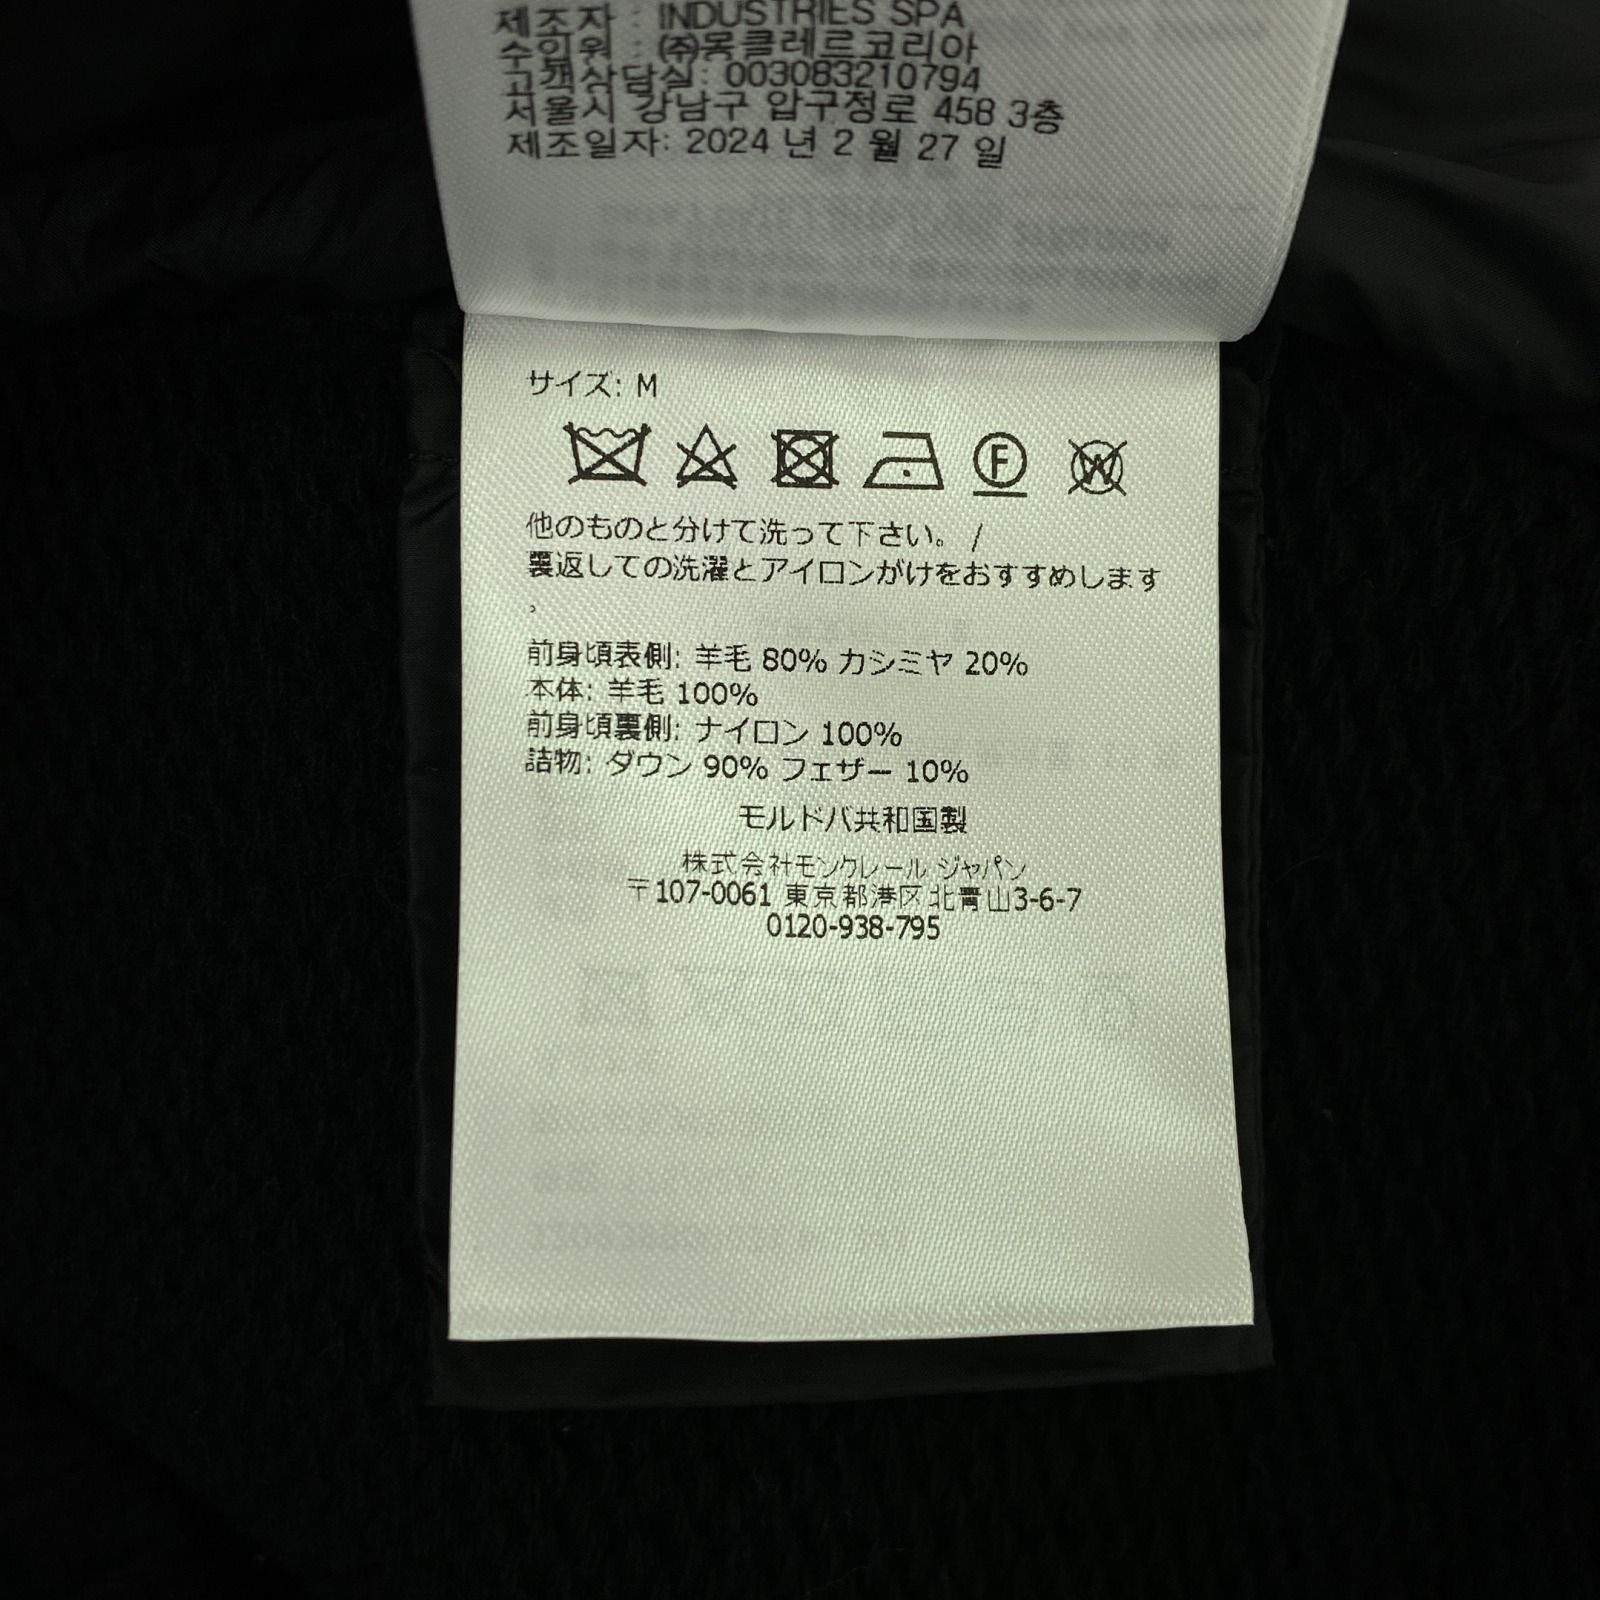 제조자 : INDUSTRIES SPA
수입원 : ㈜몽클레르코리아
고객상담실: 003083210794
서울시 강남구 압구정로 458 3층
제조일자: 2024 년 2 월 27 일
サイズ: M
F
W
他のものと分けて洗って下さい。 /
裏返しての洗濯とアイロンがけをおすすめします
,
前身頃表側: 羊毛 80% カシミヤ 20%
本体: 羊毛 100%
前身頃裏側: ナイロン 100%
詰物: ダウン 90% フェザー 10%
モルドバ共和国製
株式会社モンクレール ジャパン
〒107-0061 東京都港区北青山3-6-7
0120-938-795